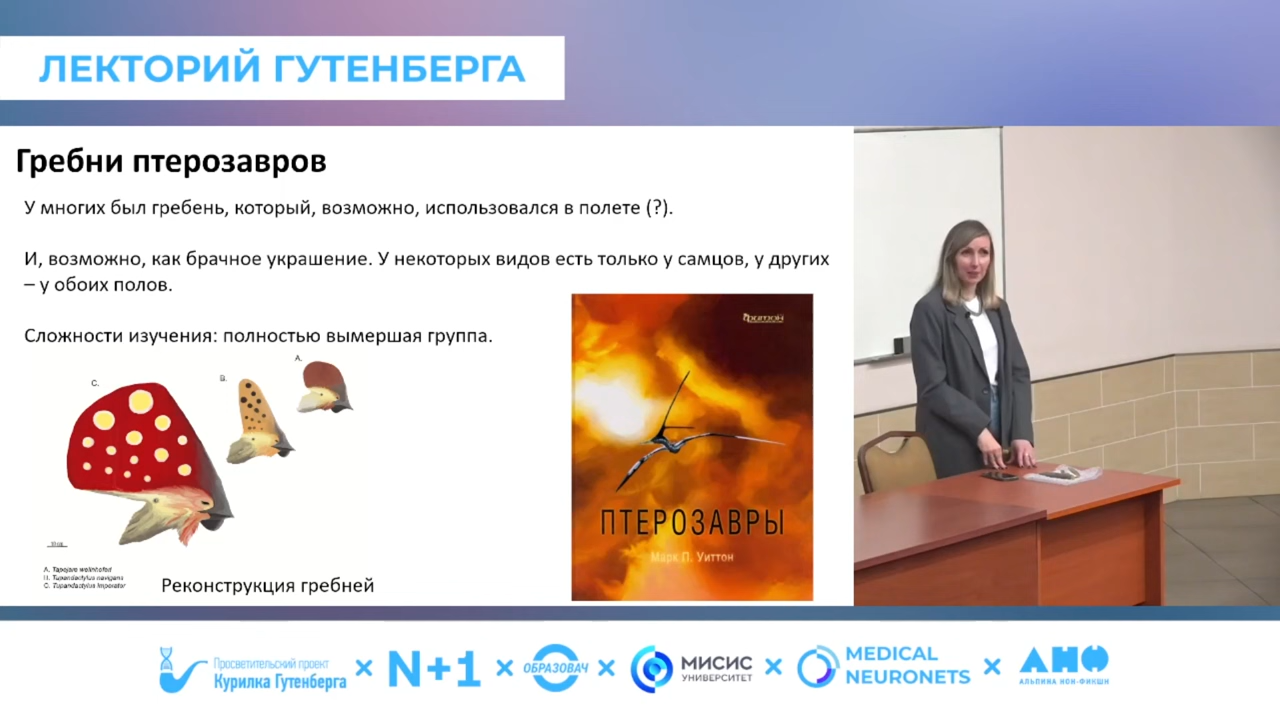 ЛЕКТОРИЙ ГУТЕНБЕРГА
Гребни птерозавров
У многих был гребень, который, возможно, использовался в полете (?).
И, возможно, как брачное украшение. У некоторых видов есть только у самцов, у других
– у обоих полов.
Сложности изучения: полностью вымершая группа.
A.
B.
C.
A. Tapejara wellnhoferi
B. Tupandactylus navigans
C. Tupandactylus imperator
Реконструкция гребней
ФИТОН
ПТЕРОЗАВРЫ
Марк П. Уиттон
Просветительский проект
Курилка Гутенберга
×
N+1
×
ОБРАЗОВАЧ
×
МИСИС
УНИВЕРСИТЕТ
×
MEDICAL
NEURONETS
×
АНФ
АЛЬПИНА НОН-ФИКШН